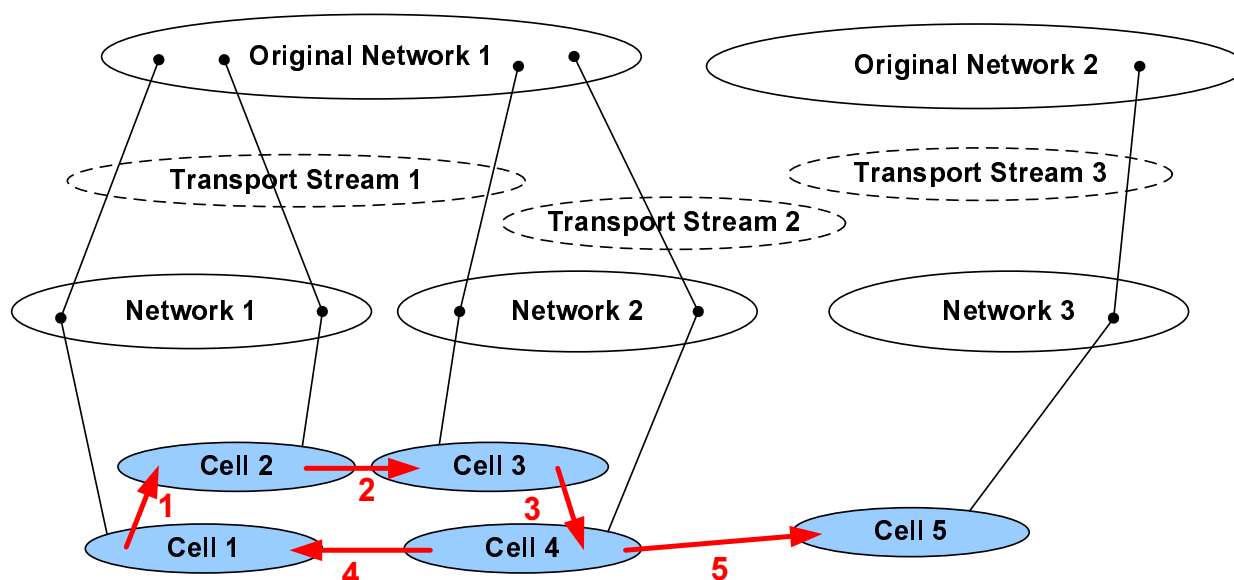 Original Network 1
Original Network 2
Transport Stream 1
Transport Stream 3
Transport Stream 2
Network 1
Network 2
Network 3
Cell 2
Cell 3
1
2
3
Cell 1
Cell 4
Cell 5
4
5